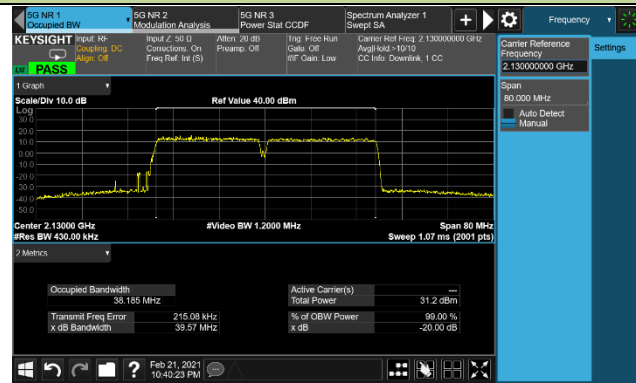 5G NR 1
Occupied BW
5G NR 2
Modulation Analysis
5G NR 3
Power Stat CCDF
Spectrum Analyzer 1
Swept SA
+
Frequency
KEYSIGHT
Input: RF
Coupling: DC
Align: Off
Input Z: 50 Ω
Corrections: On
Freq Ref: Int (S)
Atten: 20 dB
Preamp: Off
Trig: Free Run
Gate: Off
#IF Gain: Low
Carrier Ref Freq: 2.130000000 GHz
Avg|Hold:>10/10
CC Info: Downlink, 1 CC
LW PASS
Carrier Reference
Frequency
2.130000000 GHz
Settings
Span
80.000 MHz
Auto Detect
Manual
1 Graph
Scale/Div 10.0 dB
Ref Value 40.00 dBm
Log
30.0
20.0
10.0
0.00
-10.0
-20.0
-30.0
-40.0
-50.0
Center 2.13000 GHz
#Video BW 1.2000 MHz
Span 80 MHz
#Res BW 430.00 kHz
Sweep 1.07 ms (2001 pts)
2 Metrics
Occupied Bandwidth
38.185 MHz
Active Carrier(s)
---
Total Power
31.2 dBm
Transmit Freq Error
215.08 kHz
% of OBW Power
99.00 %
x dB Bandwidth
39.57 MHz
x dB
-20.00 dB
?
Feb 21, 2021
10:40:23 PM